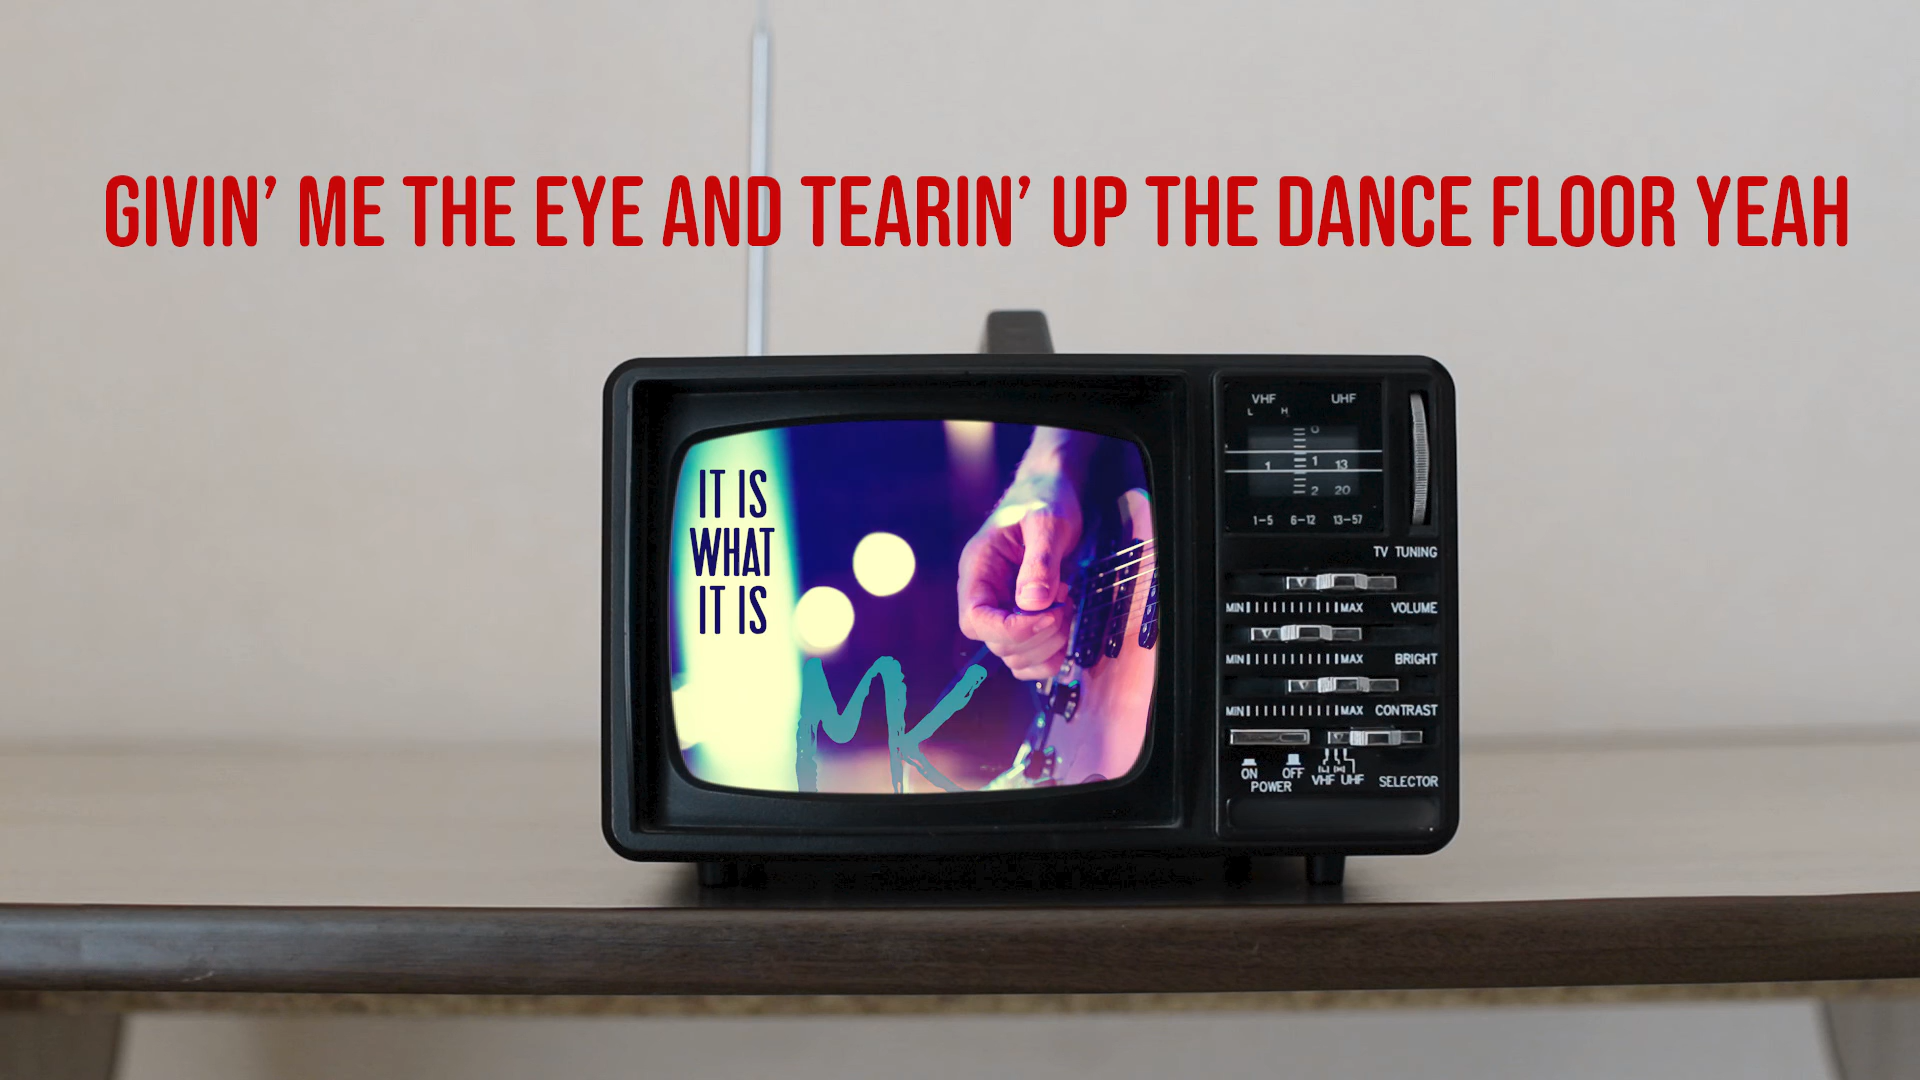 GIVIN’ ME THE EYE AND TEARIN’ UP THE DANCE FLOOR YEAH
IT IS
WHAT
IT IS
MK
VHF UHF
L H
0
1 1 13
2 20
1-5 6-12 13-57
TV TUNING
MIN MAX VOLUME
MIN MAX BRIGHT
MIN MAX CONTRAST
ON OFF VHF UHF SELECTOR
POWER